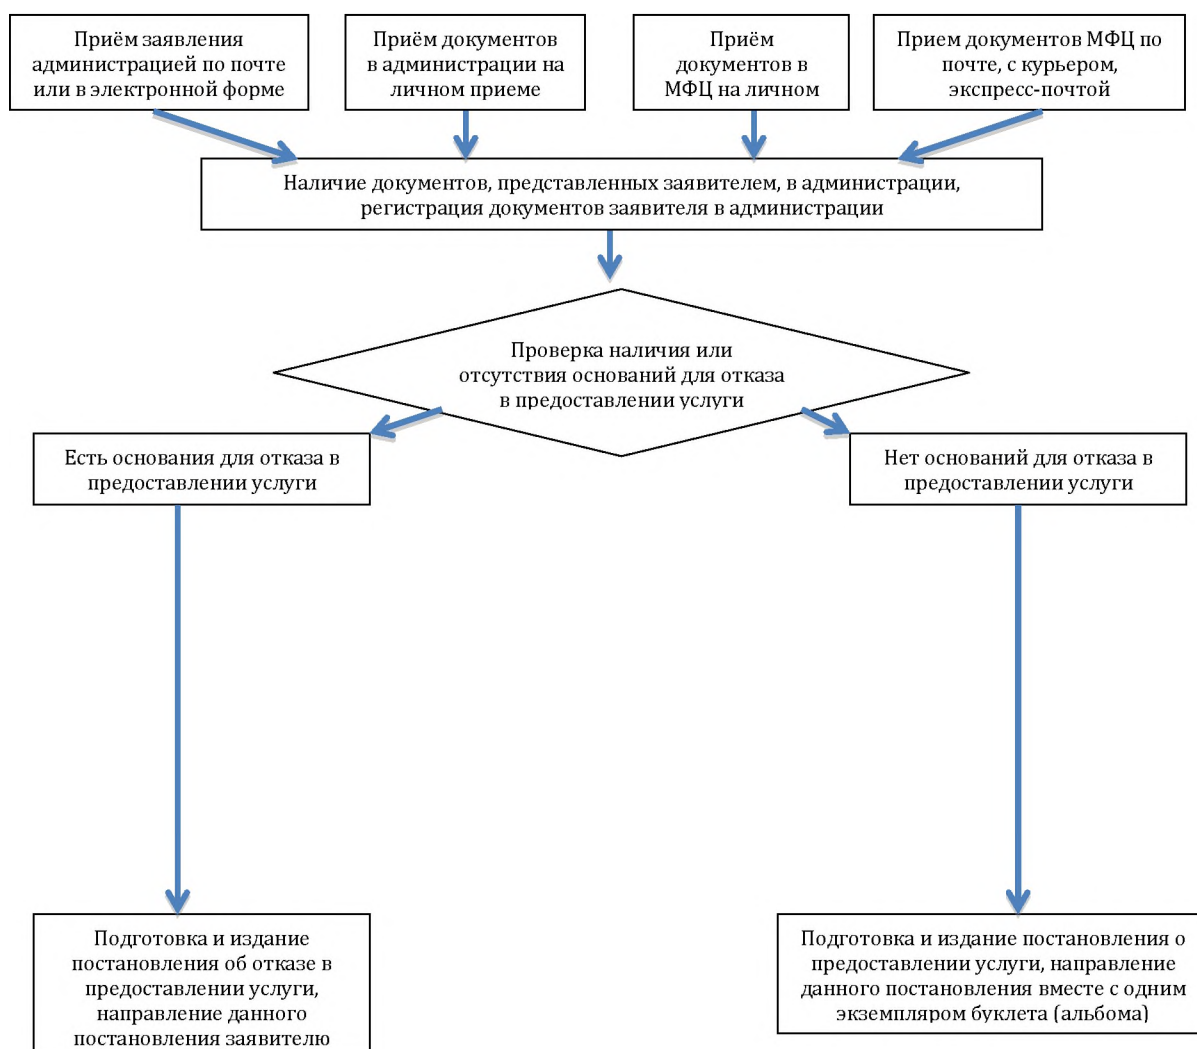 Приём заявления
администрацией по почте
или в электронной форме
Приём документов
в администрации на
личном приеме
Приём
документов в
МФЦ на личном
Прием документов МФЦ по
почте, с курьером,
экспресс-почтой
Наличие документов, представленных заявителем, в администрации,
регистрация документов заявителя в администрации
Проверка наличия или
отсутствия оснований для отказа
в предоставлении услуги
Есть основания для отказа в
предоставлении услуги
Нет оснований для отказа в
предоставлении услуги
Подготовка и издание
постановления об отказе в
предоставлении услуги,
направление данного
постановления заявителю
Подготовка и издание постановления о
предоставлении услуги, направление
данного постановления вместе с одним
экземпляром буклета (альбома)